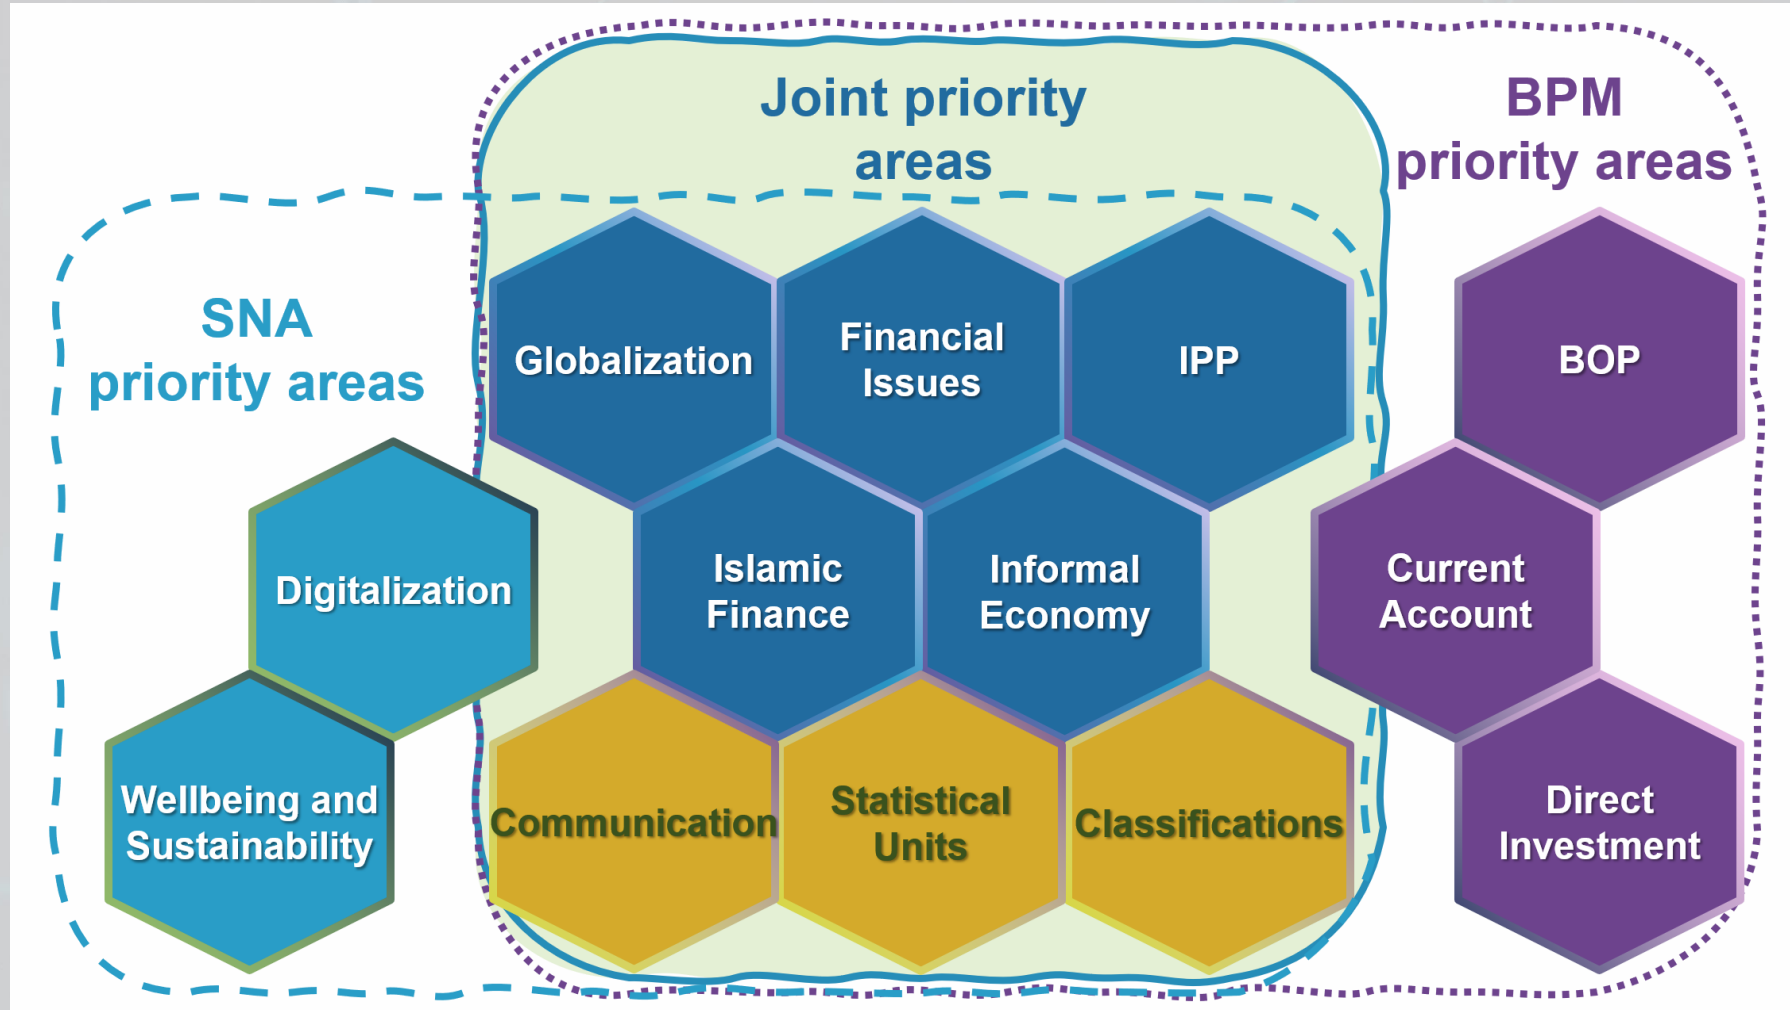 Joint priority
areas
BPM
priority areas
SNA
priority areas
Globalization
Financial
Issues
IPP
BOP
Digitalization
Islamic
Finance
Informal
Economy
Current
Account
Wellbeing and
Sustainability
Communication
Statistical
Units
Classifications
Direct
Investment